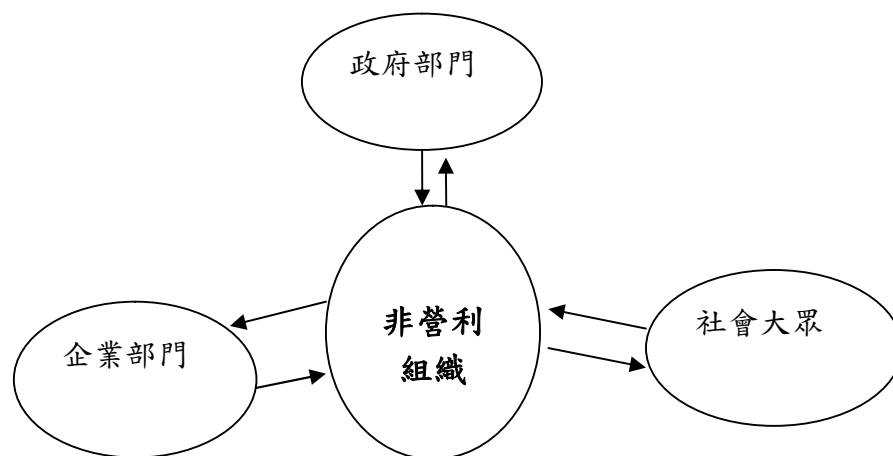 政府部門
非營利
組織
社會大眾
企業部門